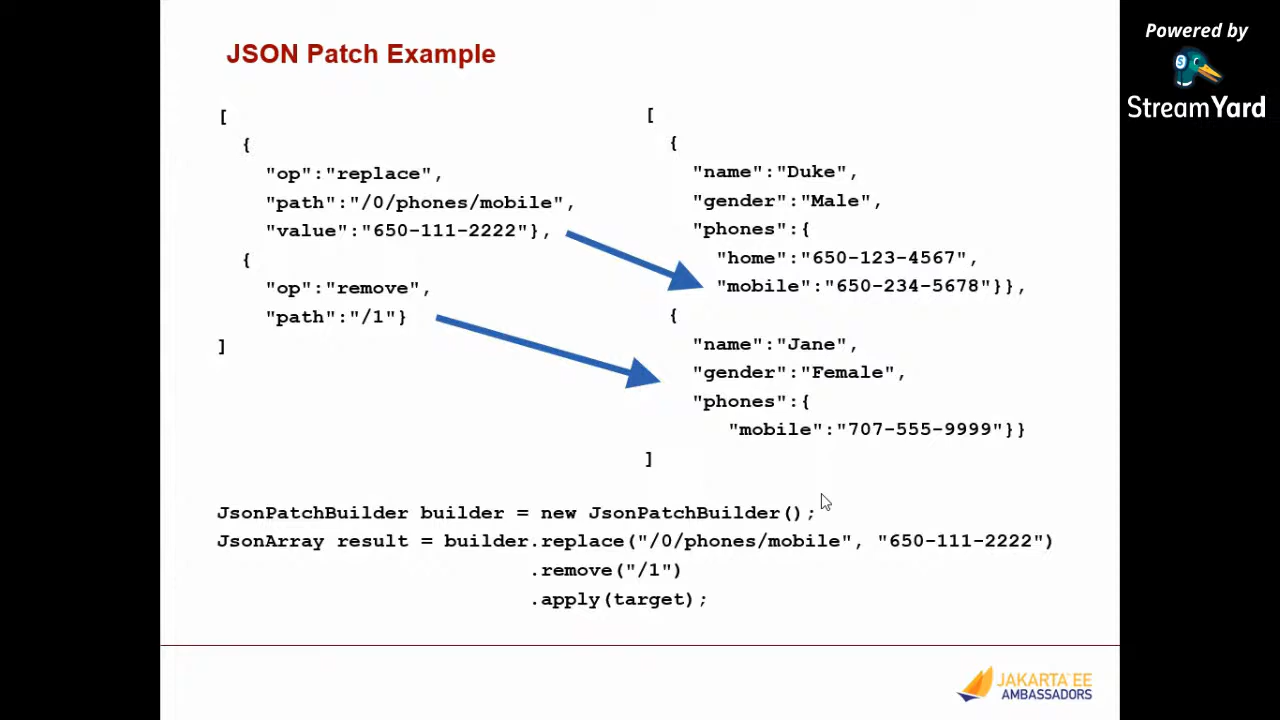 JSON Patch Example
[
{
"op":"replace",
"path":"/0/phones/mobile",
"value":"650-111-2222"},
{
"op":"remove",
"path":"/1"}
]
[
{
"name":"Duke",
"gender":"Male",
"phones":{
"home":"650-123-4567",
"mobile":"650-234-5678"}},
{
"name":"Jane",
"gender":"Female",
"phones":{
"mobile":"707-555-9999"}}
]
JsonPatchBuilder builder = new JsonPatchBuilder();
JsonArray result = builder.replace("/0/phones/mobile", "650-111-2222")
.remove("/1")
.apply(target);
JAKARTA EE
AMBASSADORS
Powered by
S
StreamYard